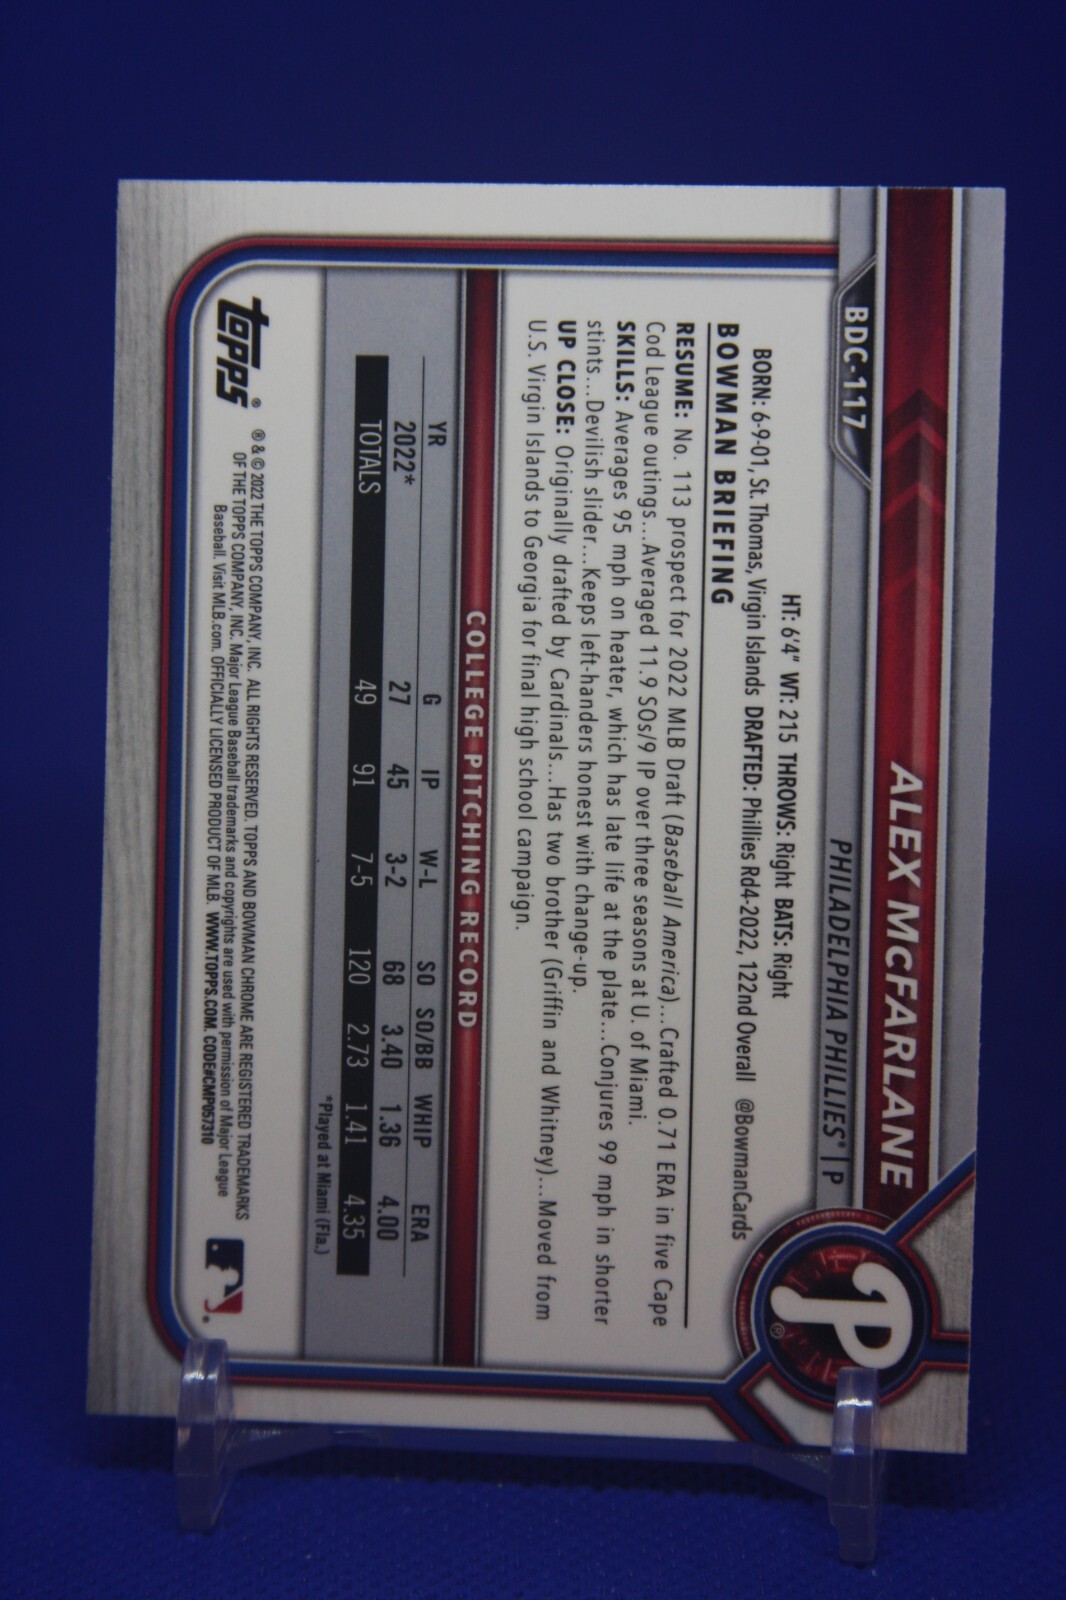 BDC-117
ALEX McFARLANE
PHILADELPHIA PHILLIES® | P
HT: 6'4" WT: 215 THROWS: Right BATS: Right
BORN: 6-9-01, St. Thomas, Virgin Islands DRAFTED: Phillies Rd4-2022, 122nd Overall @BowmanCards
BOWMAN BRIEFING
RESUME: No. 113 prospect for 2022 MLB Draft (Baseball America)...Crafted 0.71 ERA in five Cape
Cod League outings...Averaged 11.9 SOs/9 IP over three seasons at U. of Miami.
SKILLS: Averages 95 mph on heater, which has late life at the plate...Conjures 99 mph in shorter
stints...Devilish slider...Keeps left-handers honest with change-up.
UP CLOSE: Originally drafted by Cardinals...Has two brother (Griffin and Whitney)...Moved from
U.S. Virgin Islands to Georgia for final high school campaign.
P®
COLLEGE PITCHING RECORD
YR G IP W-L SO SO/BB WHIP ERA
2022* 27 45 3-2 68 3.40 1.36 4.00
TOTALS 49 91 7-5 120 2.73 1.41 4.35
*Played at Miami (Fla.)
topps®
® & © 2022 THE TOPPS COMPANY, INC. ALL RIGHTS RESERVED. TOPPS AND BOWMAN CHROME ARE REGISTERED TRADEMARKS
OF THE TOPPS COMPANY, INC. Major League Baseball trademarks and copyrights are used with permission of Major League
Baseball. Visit MLB.com. OFFICIALLY LICENSED PRODUCT OF MLB. WWW.TOPPS.COM. CODE#CMP057310